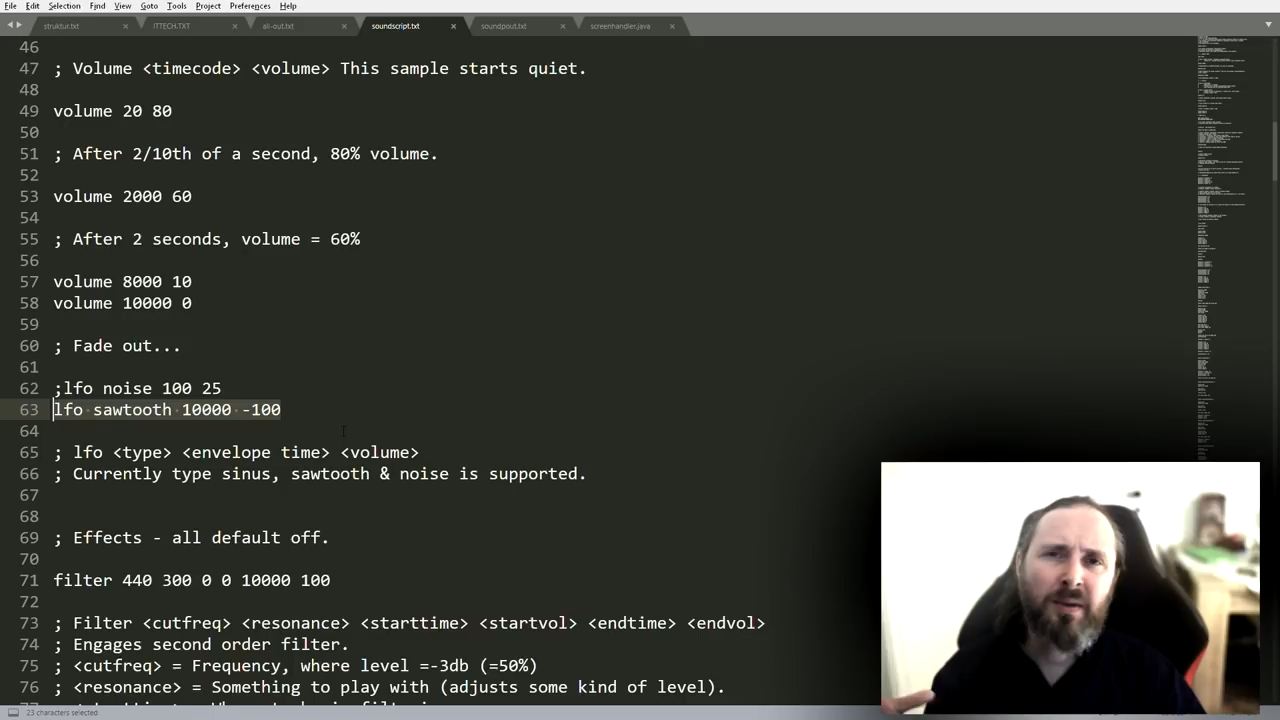 File Edit Selection Find View Goto Tools Project Preferences Help
struktur.txt × ITTECH.TXT × all-out.txt × soundscript.txt × soundpout.txt × screenhandler.java ×
46
47 ; Volume <timecode> <volume> This sample starts quiet.
48
49 volume 20 80
50
51 ; After 2/10th of a second, 80% volume.
52
53 volume 2000 60
54
55 ; After 2 seconds, volume = 60%
56
57 volume 8000 10
58 volume 10000 0
59
60 ; Fade out...
61
62 ;lfo noise 100 25
63 lfo sawtooth 10000 -100
64
65 ; lfo <type> <envelope time> <volume>
66 ; Currently type sinus, sawtooth & noise is supported.
67
68
69 ; Effects - all default off.
70
71 filter 440 300 0 0 10000 100
72
73 ; Filter <cutfreq> <resonance> <starttime> <startvol> <endtime> <endvol>
74 ; Engages second order filter.
75 ; <cutfreq> = Frequency, where level =-3db (=50%)
76 ; <resonance> = Something to play with (adjusts some kind of level).
23 characters selected